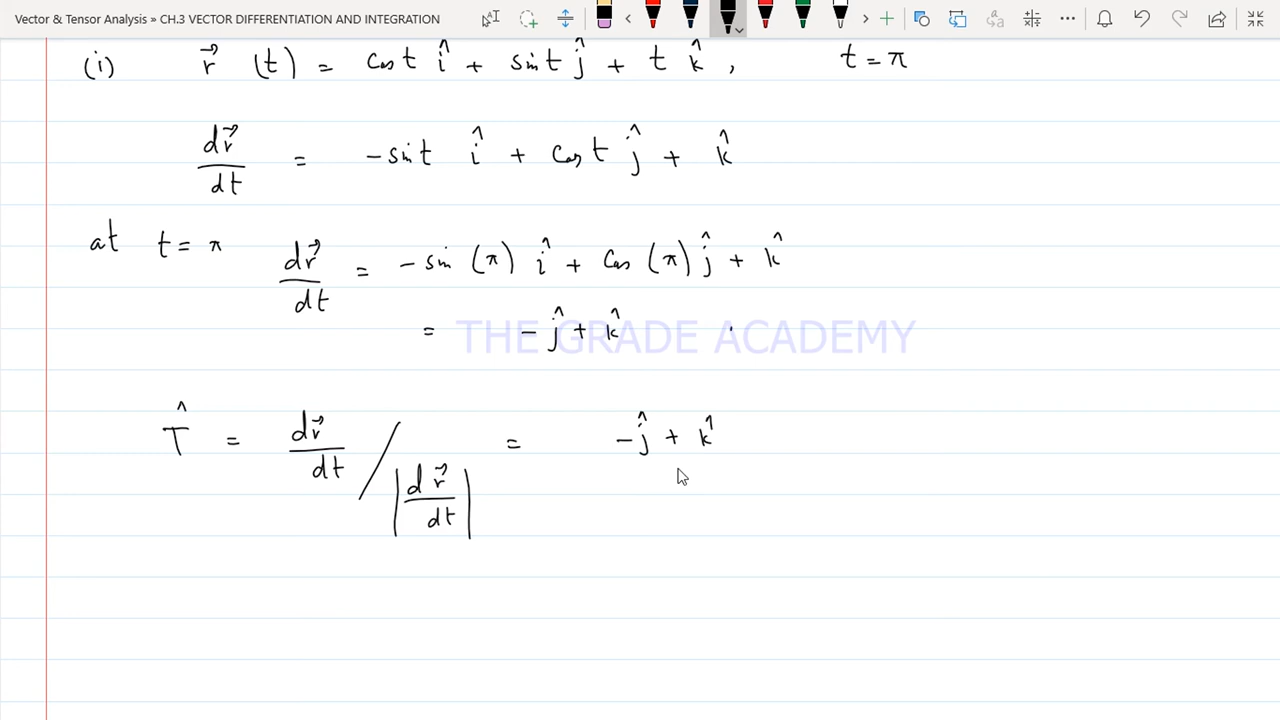 Vector & Tensor Analysis » CH.3 VECTOR DIFFERENTIATION AND INTEGRATION
(i) r⃗ (t) = cos t î + sin t ĵ + t k̂, t = π
dr⃗/dt = -sin t î + cos t ĵ + k̂
at t = π dr⃗/dt = -sin (π) î + cos (π) ĵ + k̂
= -ĵ + k̂
THE GRADE ACADEMY
T̂ = dr⃗/dt / |dr⃗/dt| = -ĵ + k̂